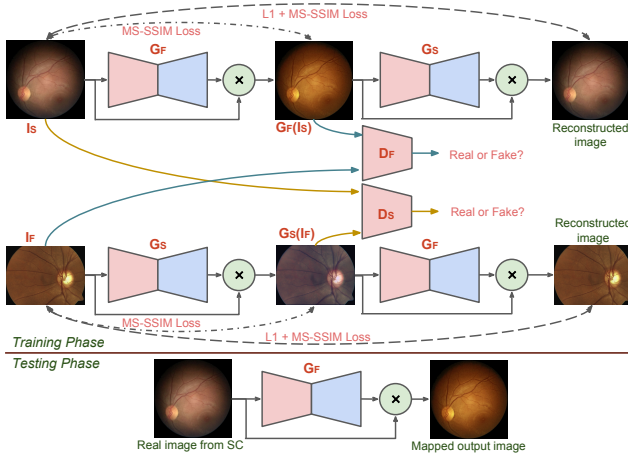 L1 + MS-SSIM Loss
MS-SSIM Loss
GF
GS
×
×
IS
GF(IS)
Reconstructed
image
DF
Real or Fake?
DS
Real or Fake?
IF
GS
GS(IF)
GF
Reconstructed
image
×
×
MS-SSIM Loss
L1 + MS-SSIM Loss
Training Phase
Testing Phase
GF
×
Real image from SC
Mapped output image